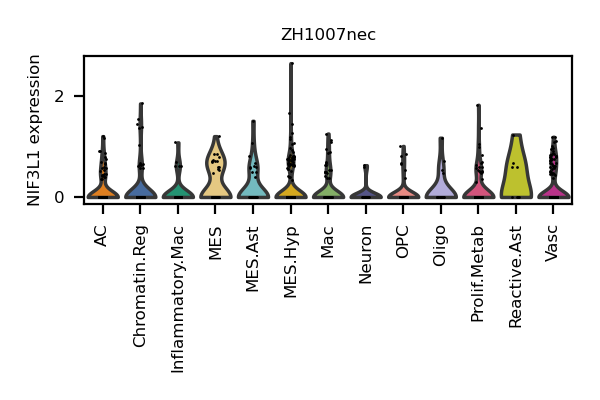 ZH1007nec
NIF3L1 expression
2
0
AC
Chromatin.Reg
Inflammatory.Mac
MES
MES.Ast
MES.Hyp
Mac
Neuron
OPC
Oligo
Prolif.Metab
Reactive.Ast
Vasc